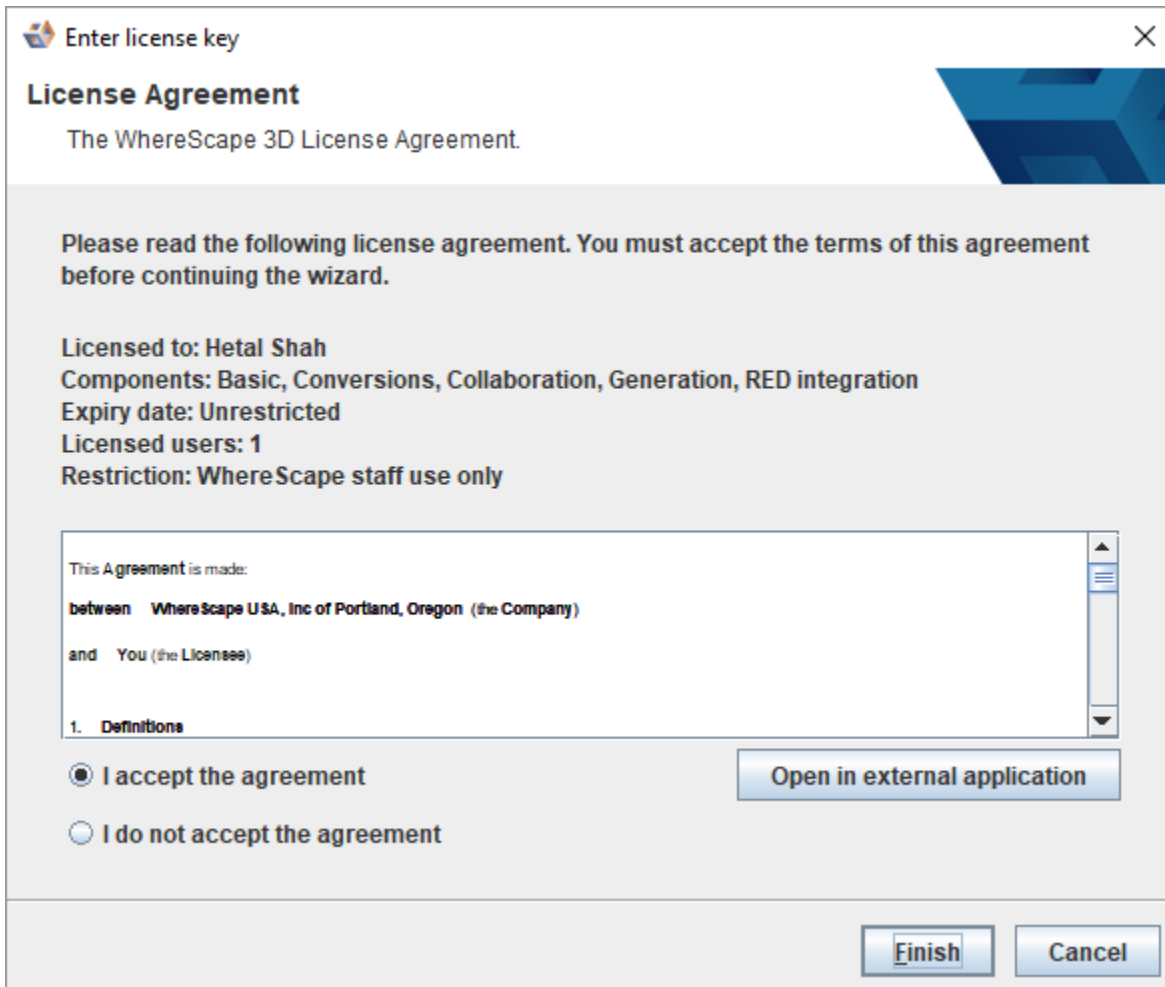 Enter license key
License Agreement
The WhereScape 3D License Agreement.
Please read the following license agreement. You must accept the terms of this agreement
before continuing the wizard.
Licensed to: Hetal Shah
Components: Basic, Conversions, Collaboration, Generation, RED integration
Expiry date: Unrestricted
Licensed users: 1
Restriction: WhereScape staff use only
This Agreement is made:
between WhereScape USA, Inc of Portland, Oregon (the Company)
and You (the Licensee)
1. Definitions
I accept the agreement
Open in external application
I do not accept the agreement
Finish
Cancel